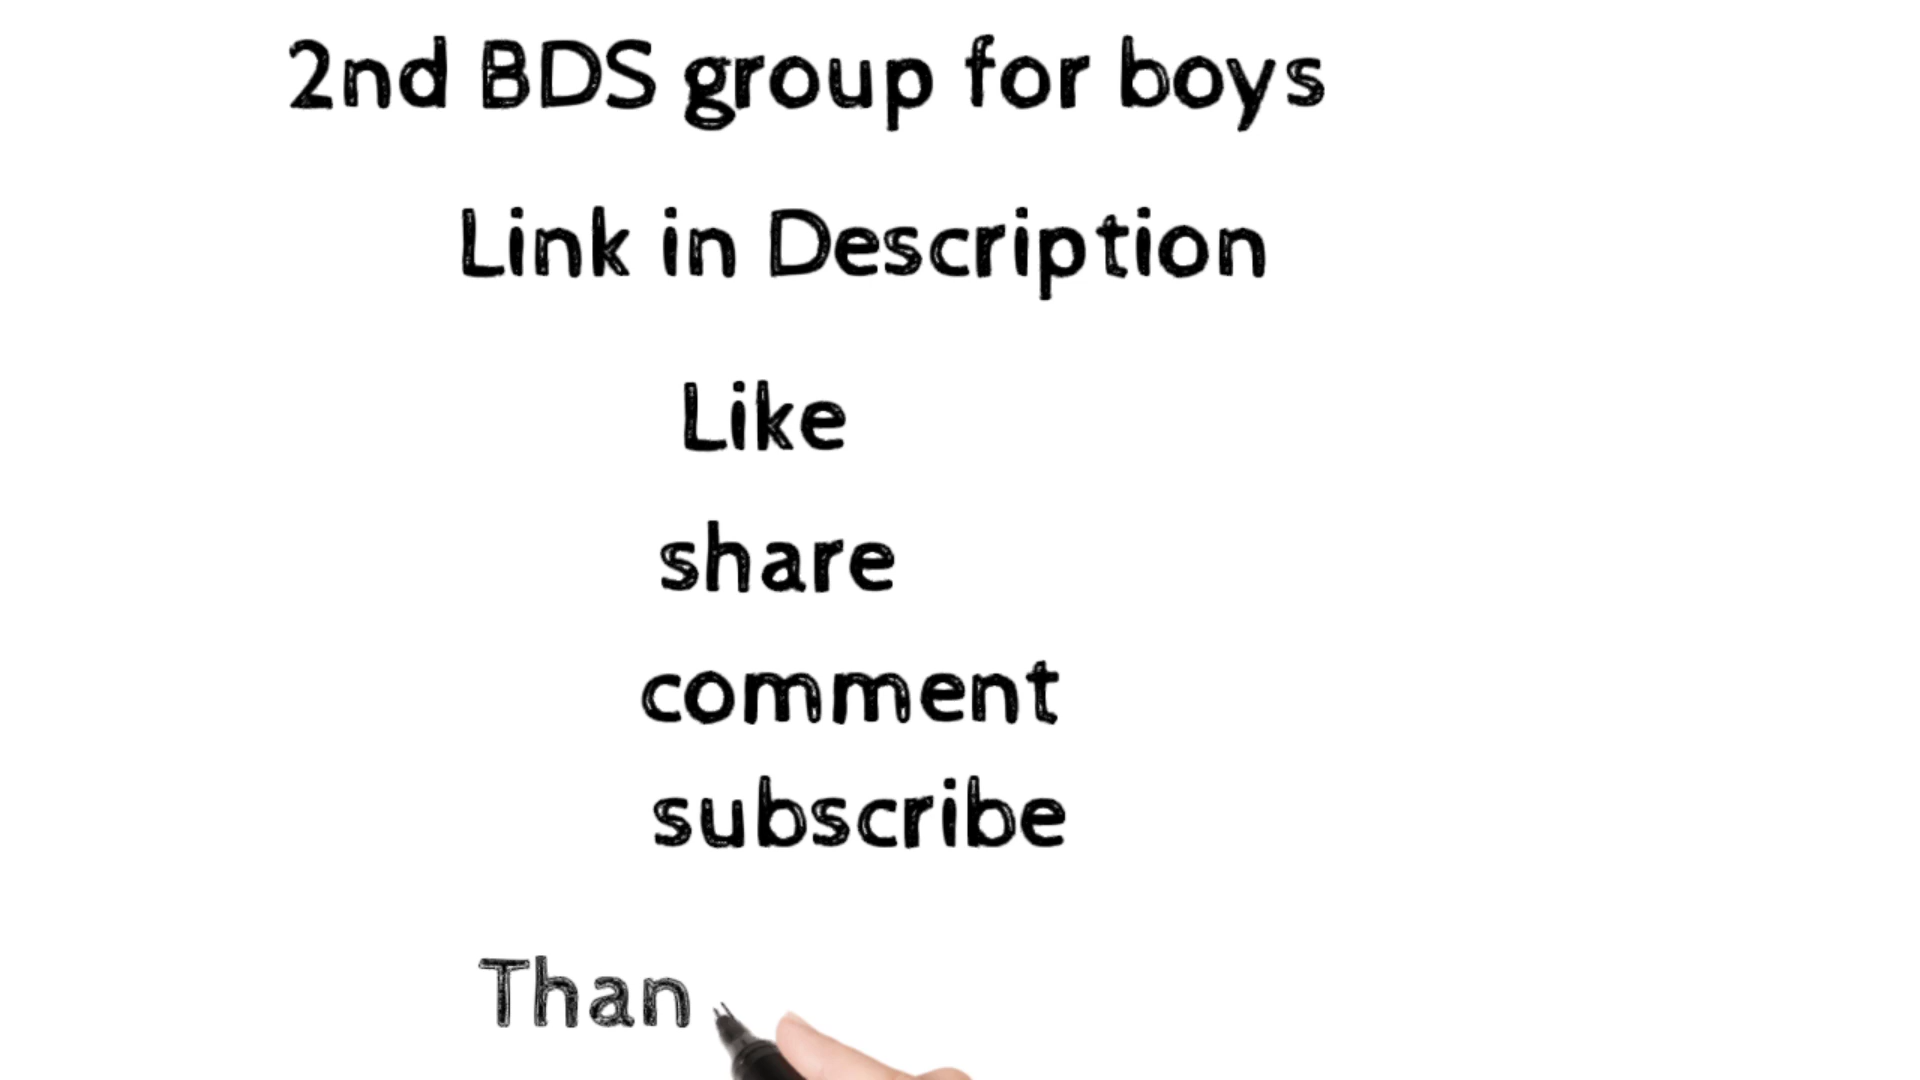 2nd BDS group for boys
Link in Description
Like
share
comment
subscribe
Than